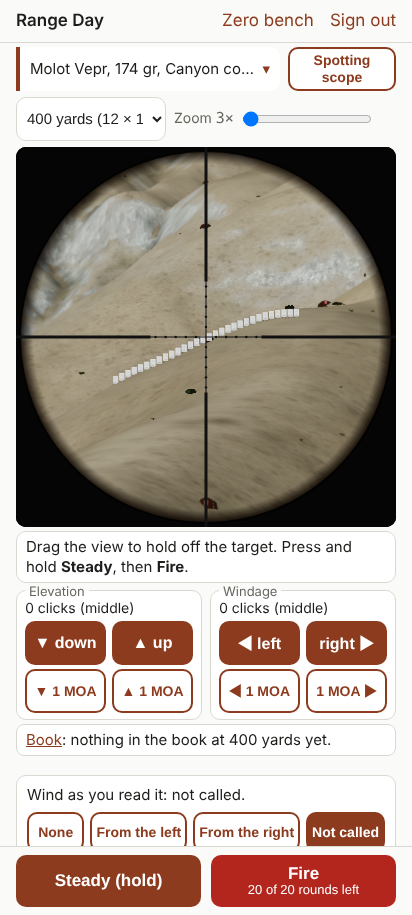 Range Day
Zero bench
Sign out
Molot Vepr, 174 gr, Canyon co... ▼
Spotting
scope
400 yards (12 × 1
Zoom 3×
Drag the view to hold off the target. Press and
hold Steady, then Fire.
Elevation
0 clicks (middle)
▼ down
▲ up
▼ 1 MOA
▲ 1 MOA
Windage
0 clicks (middle)
◀ left
right ▶
◀ 1 MOA
1 MOA ▶
Book: nothing in the book at 400 yards yet.
Wind as you read it: not called.
None
From the left
From the right
Not called
Steady (hold)
Fire
20 of 20 rounds left